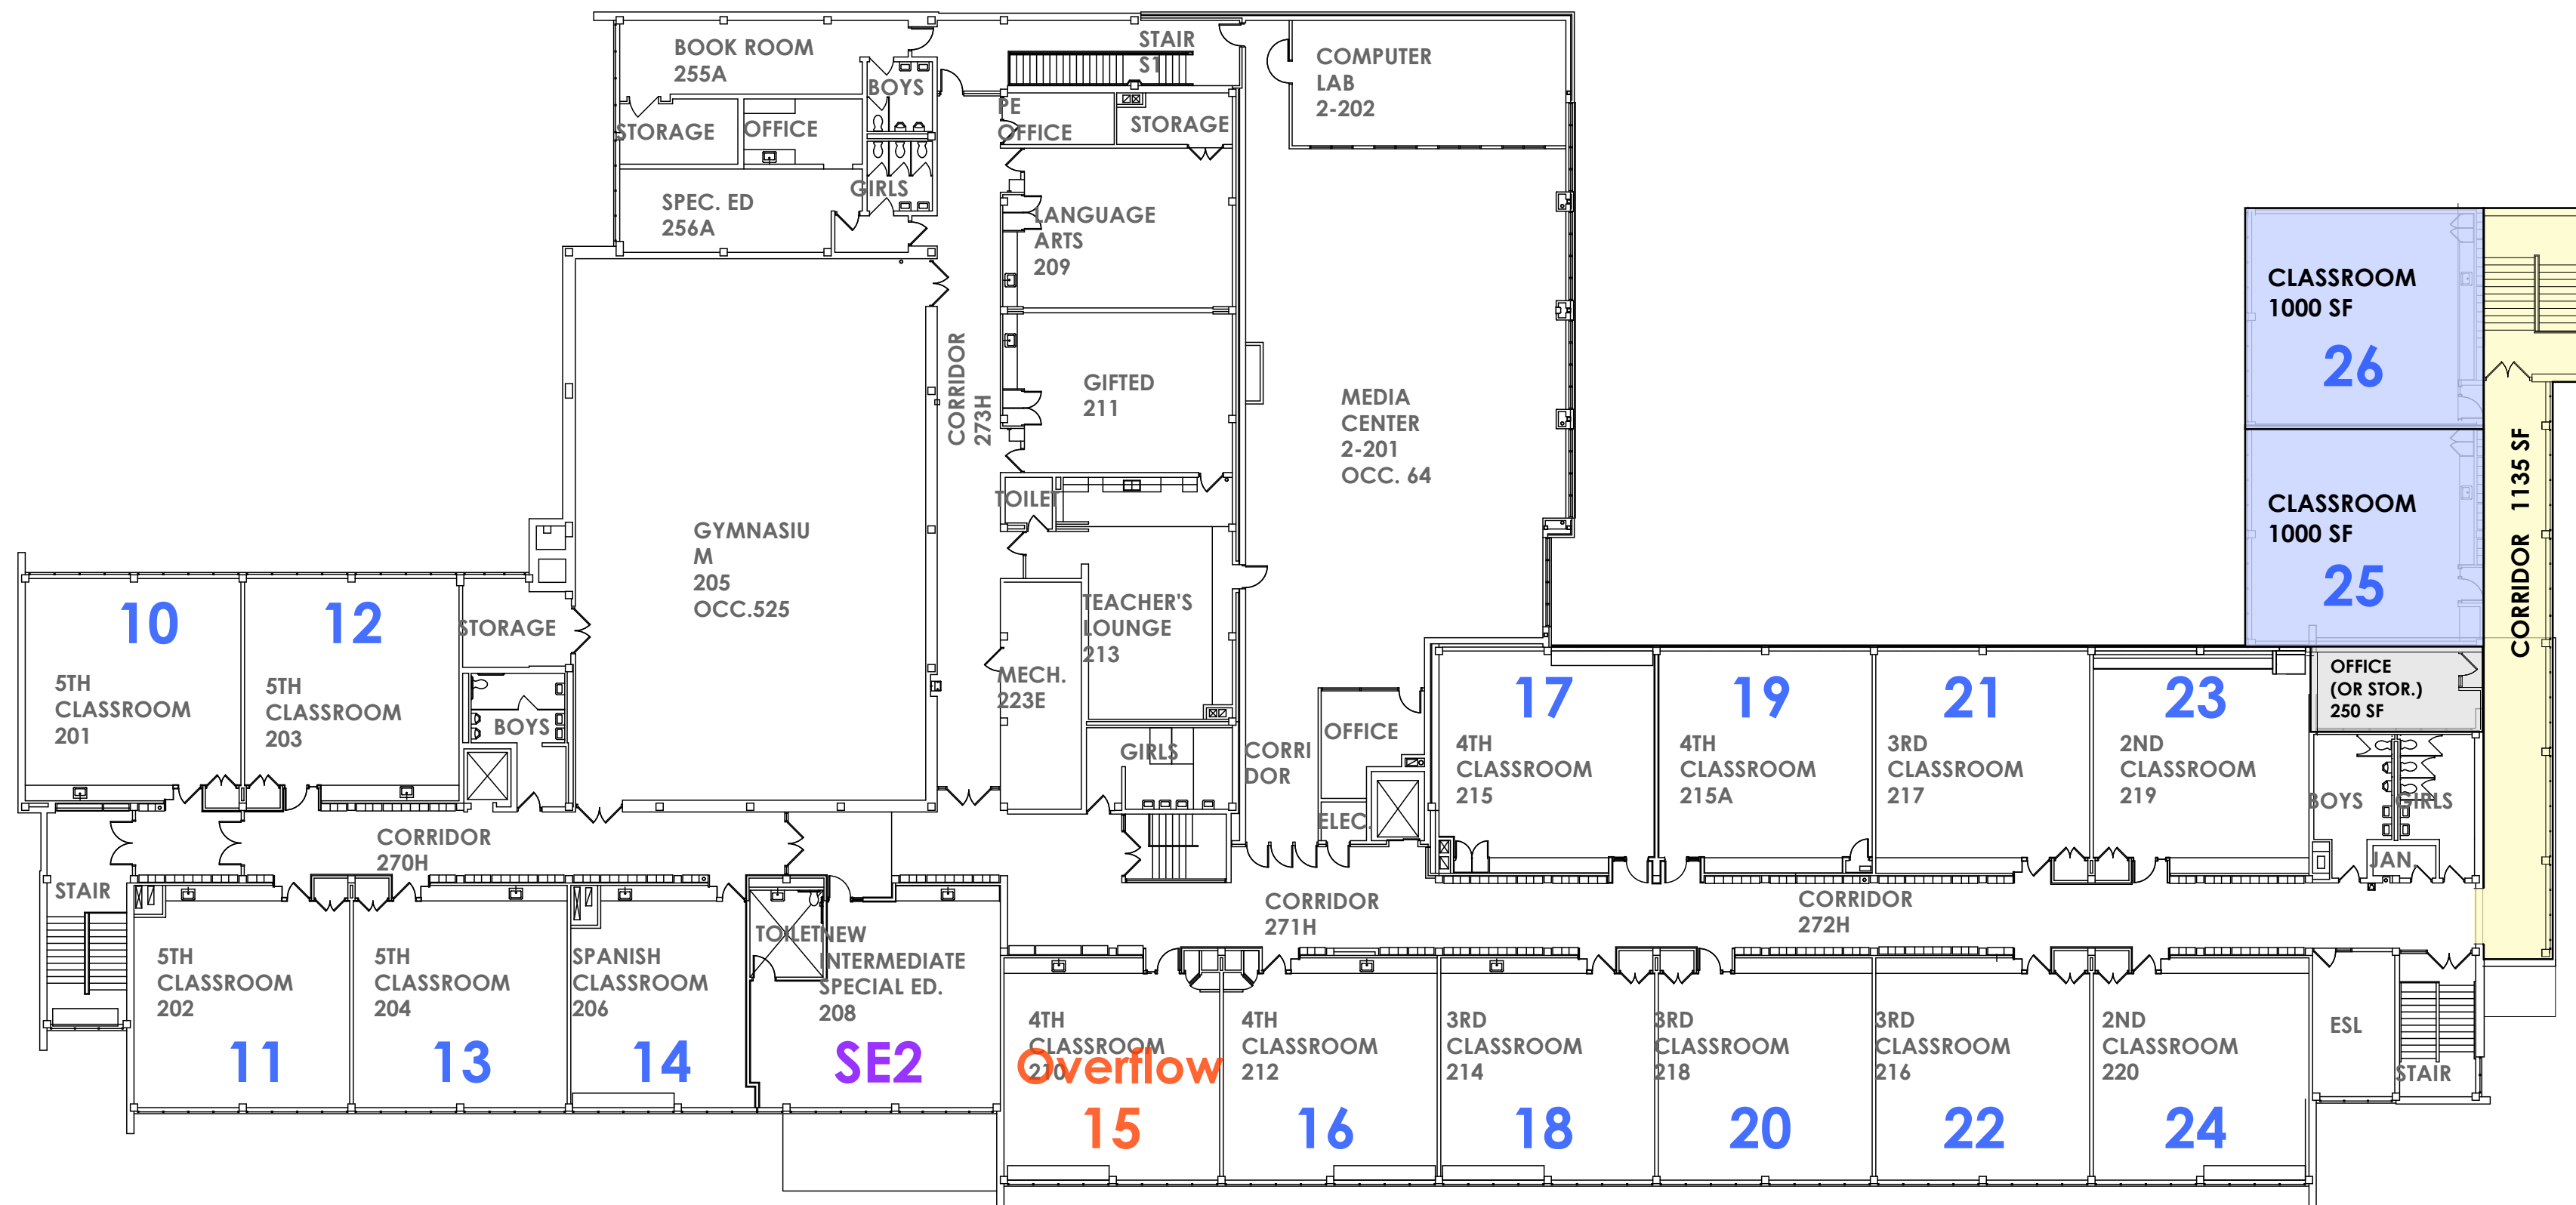 BOOK ROOM
255A
BOYS
STORAGE
OFFICE
SPEC. ED
256A
GIRLS
STAIR
S1
PE
OFFICE
STORAGE
LANGUAGE
ARTS
209
GIFTED
211
CORRIDOR
273H
TOILET
TEACHER'S
LOUNGE
213
MECH.
223E
GIRLS
COMPUTER
LAB
2-202
MEDIA
CENTER
2-201
OCC. 64
GYMNASIU
M
205
OCC.525
CORRI
DOR
OFFICE
ELEC.
10
5TH
CLASSROOM
201
12
5TH
CLASSROOM
203
STORAGE
BOYS
CORRIDOR
270H
STAIR
5TH
CLASSROOM
202
11
5TH
CLASSROOM
204
13
SPANISH
CLASSROOM
206
14
TOILET
NEW
INTERMEDIATE
SPECIAL ED.
208
SE2
CORRIDOR
271H
CORRIDOR
272H
17
4TH
CLASSROOM
215
19
4TH
CLASSROOM
215A
21
3RD
CLASSROOM
217
23
2ND
CLASSROOM
219
CLASSROOM
1000 SF
26
CLASSROOM
1000 SF
25
CORRIDOR 1135 SF
OFFICE
(OR STOR.)
250 SF
BOYS
GIRLS
JAN.
4TH
CLASSROOM
210
Overflow
15
4TH
CLASSROOM
212
16
3RD
CLASSROOM
214
18
3RD
CLASSROOM
218
20
3RD
CLASSROOM
216
22
2ND
CLASSROOM
220
24
ESL
STAIR